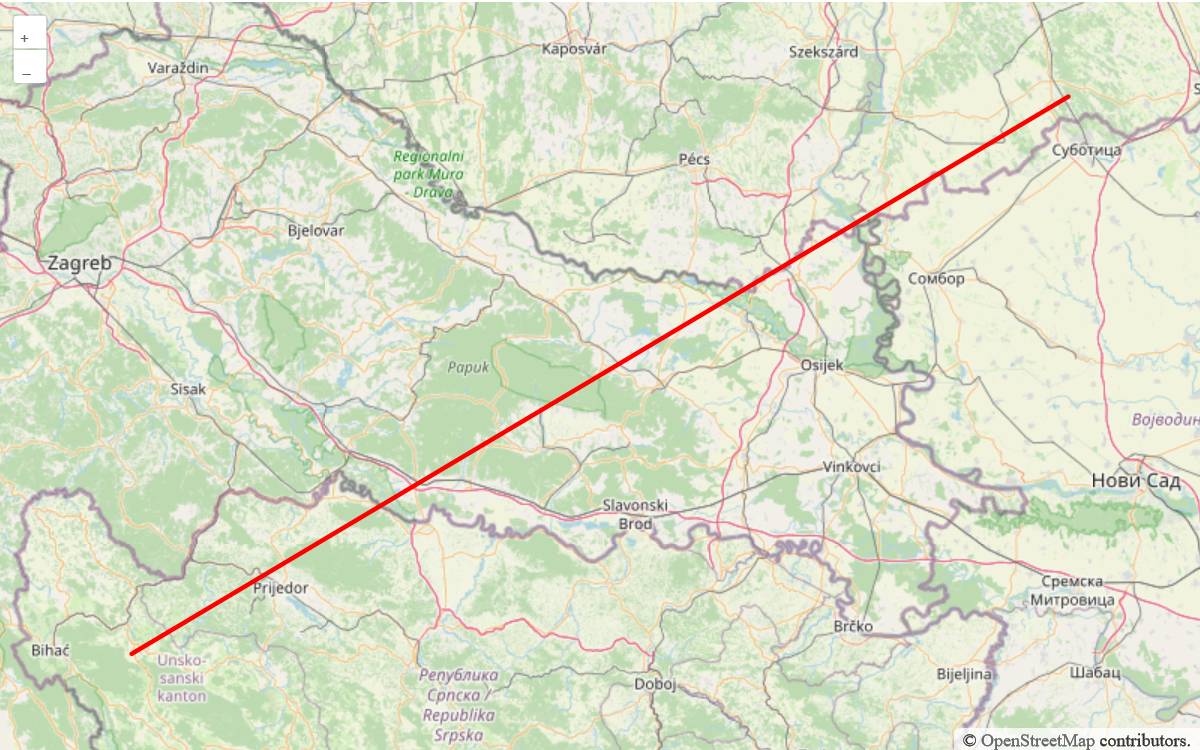 +
–
Kaposvár
Szekszárd
Varaždin
Суботица
Pécs
Regionalni
park Mura
- Drava
Bjelovar
Zagreb
Сомбор
Papuk
Osijek
Sisak
Војводин
Vinkovci
Нови Сад
Slavonski
Brod
Prijedor
Сремска
Митровица
Brčko
Bihać
Unsko-
sanski
kanton
Република
Српска /
Republika
Srpska
Doboj
Bijeljina
Шабац
© OpenStreetMap contributors.